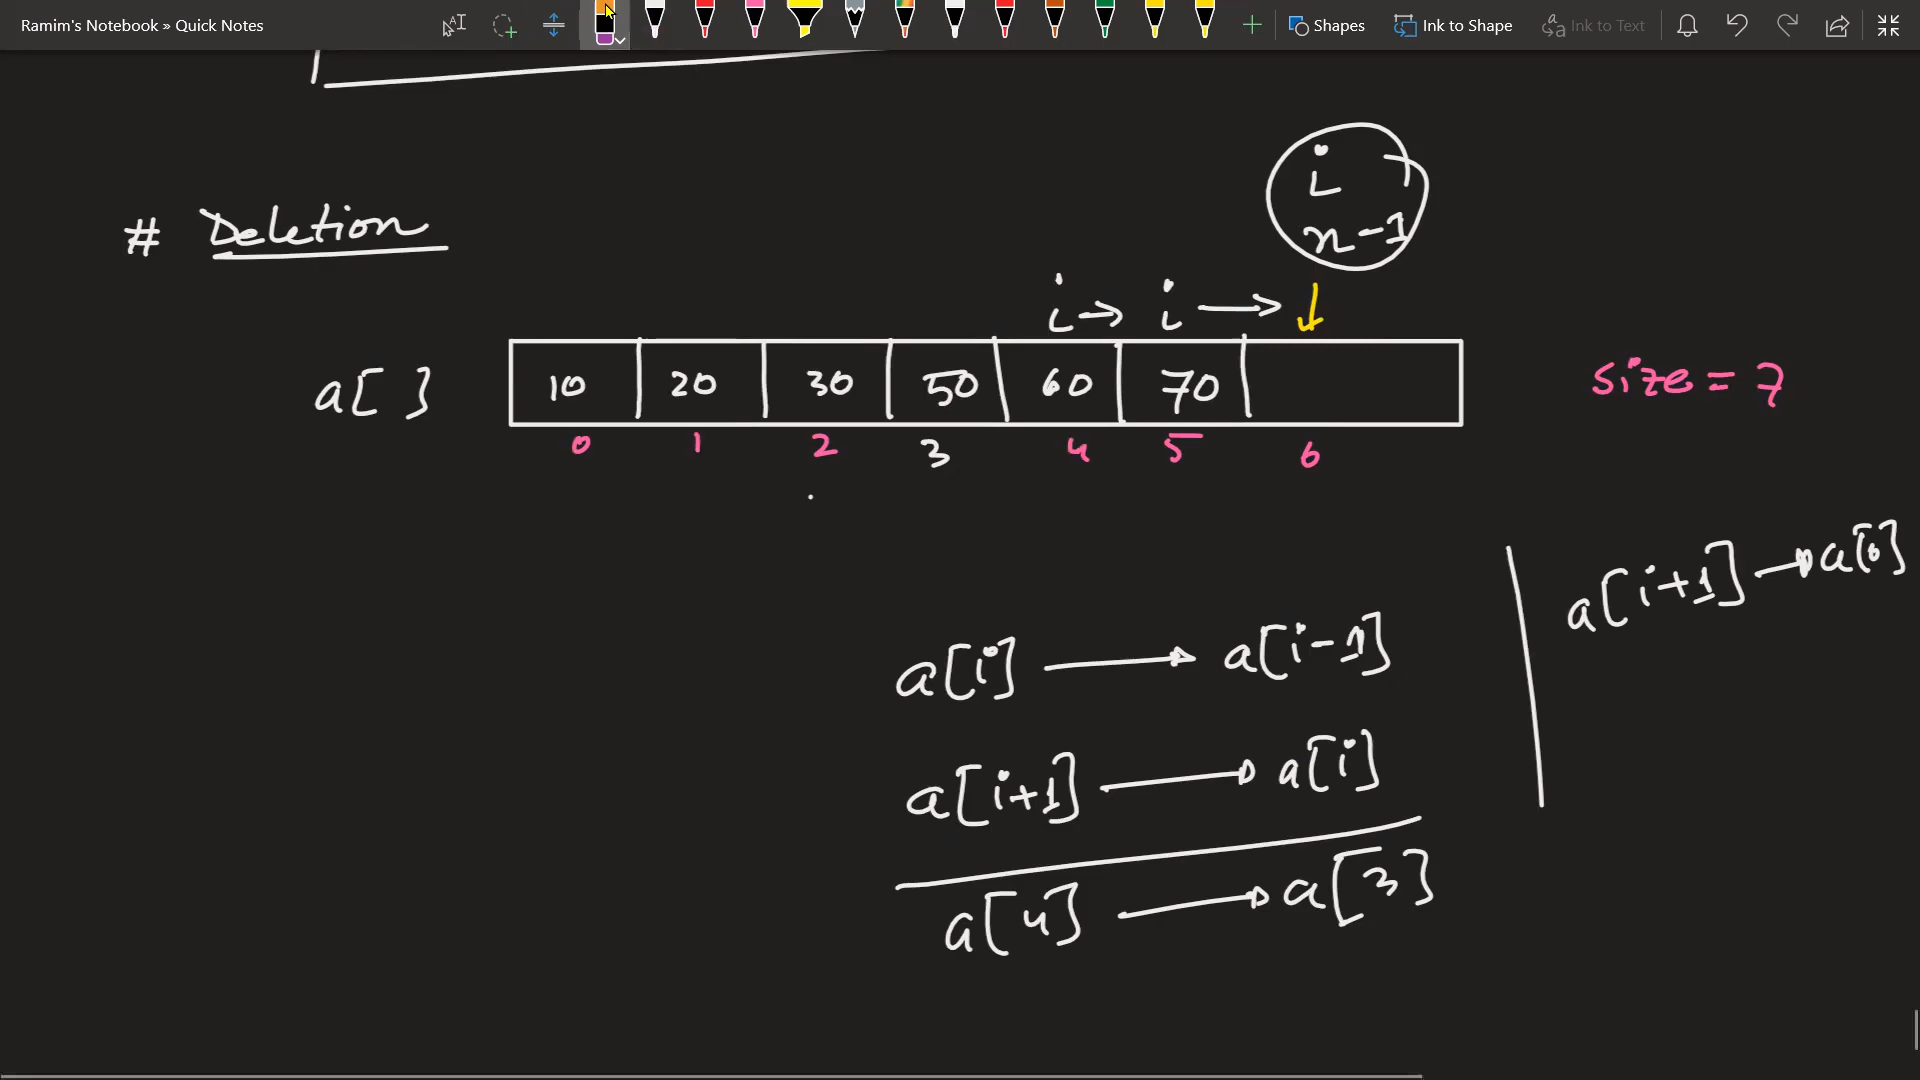 Ramim's Notebook » Quick Notes
Shapes
Ink to Shape
Ink to Text
i
n-1
# Deletion
i → i →
a[ ] 10 20 30 50 60 70
size = 7
0 1 2 3 4 5 6
a[i+1] → a[6]
a[i] → a[i-1]
a[i+1] → a[i]
a[4] → a[3]